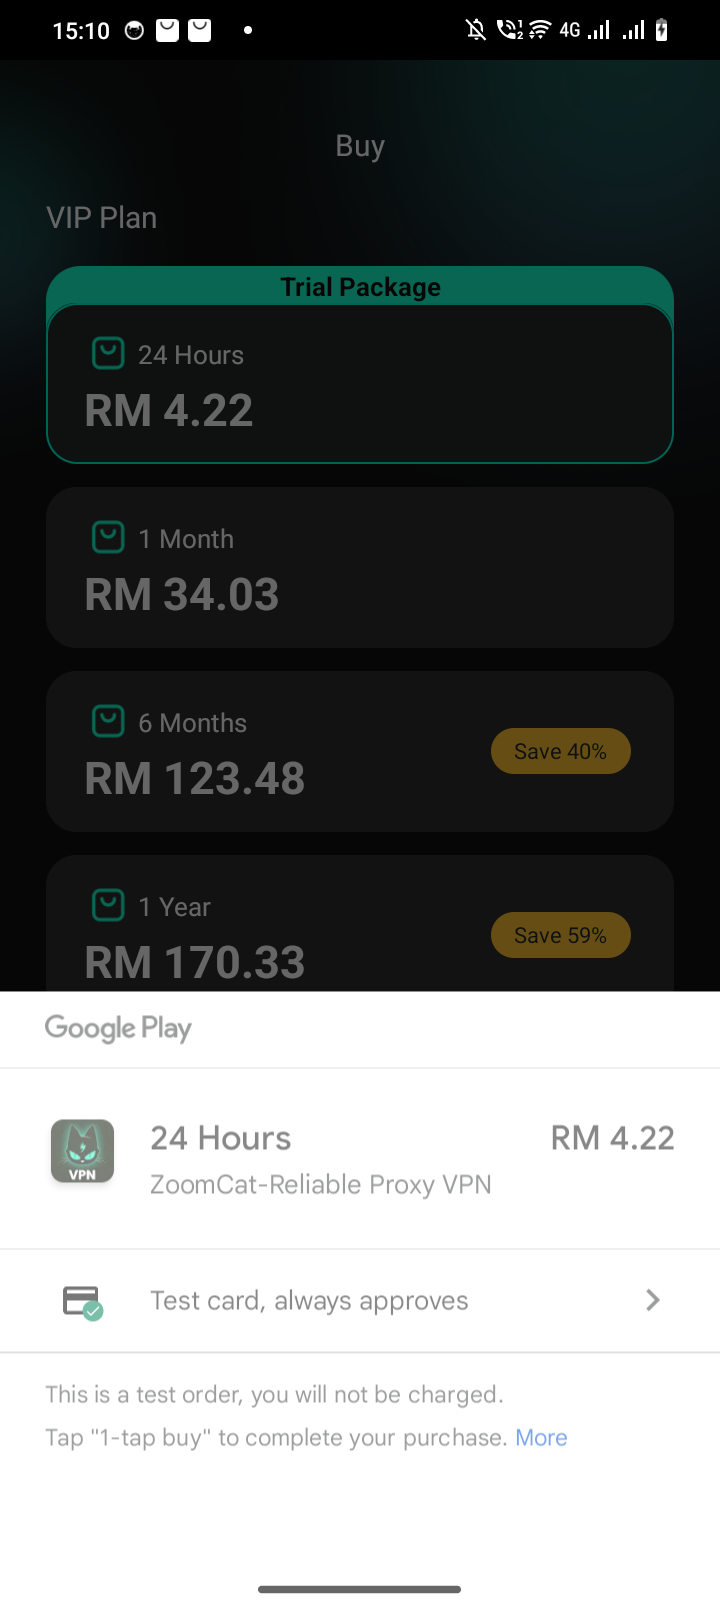 15:10
4G
Buy
VIP Plan
Trial Package
24 Hours
RM 4.22
1 Month
RM 34.03
6 Months
RM 123.48
Save 40%
1 Year
RM 170.33
Save 59%
Google Play
24 Hours
RM 4.22
ZoomCat-Reliable Proxy VPN
VPN
Test card, always approves
This is a test order, you will not be charged.
Tap "1-tap buy" to complete your purchase. More